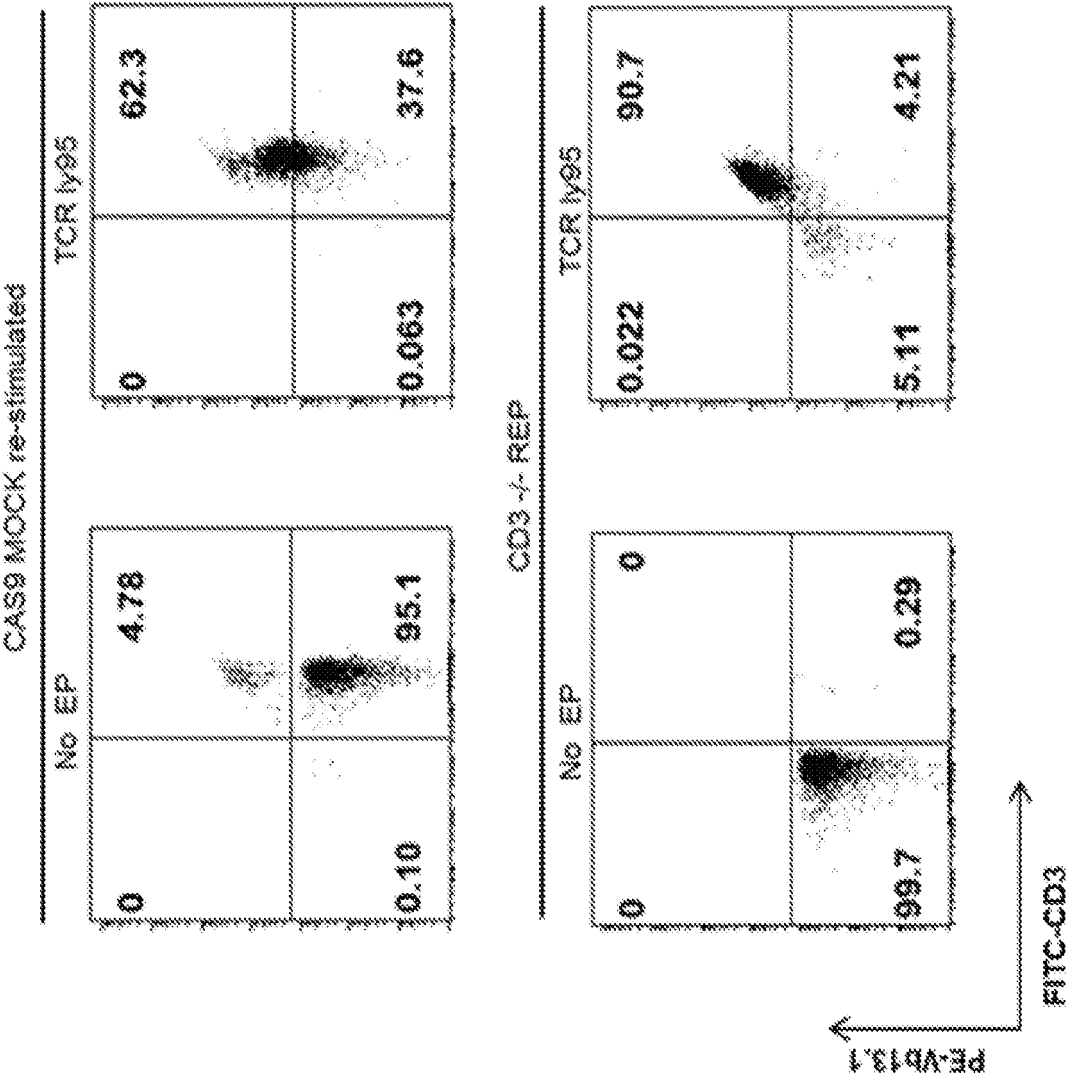 CAS9 MOCK re-stimulated
No EP
TCR ly95
0
4.78
0
62.3
0.10
95.1
0.063
37.6
CD3 -/- REP
No EP
TCR ly95
0
0
0.022
90.7
99.7
0.29
5.11
4.21
PE-Vb13.1
FITC-CD3